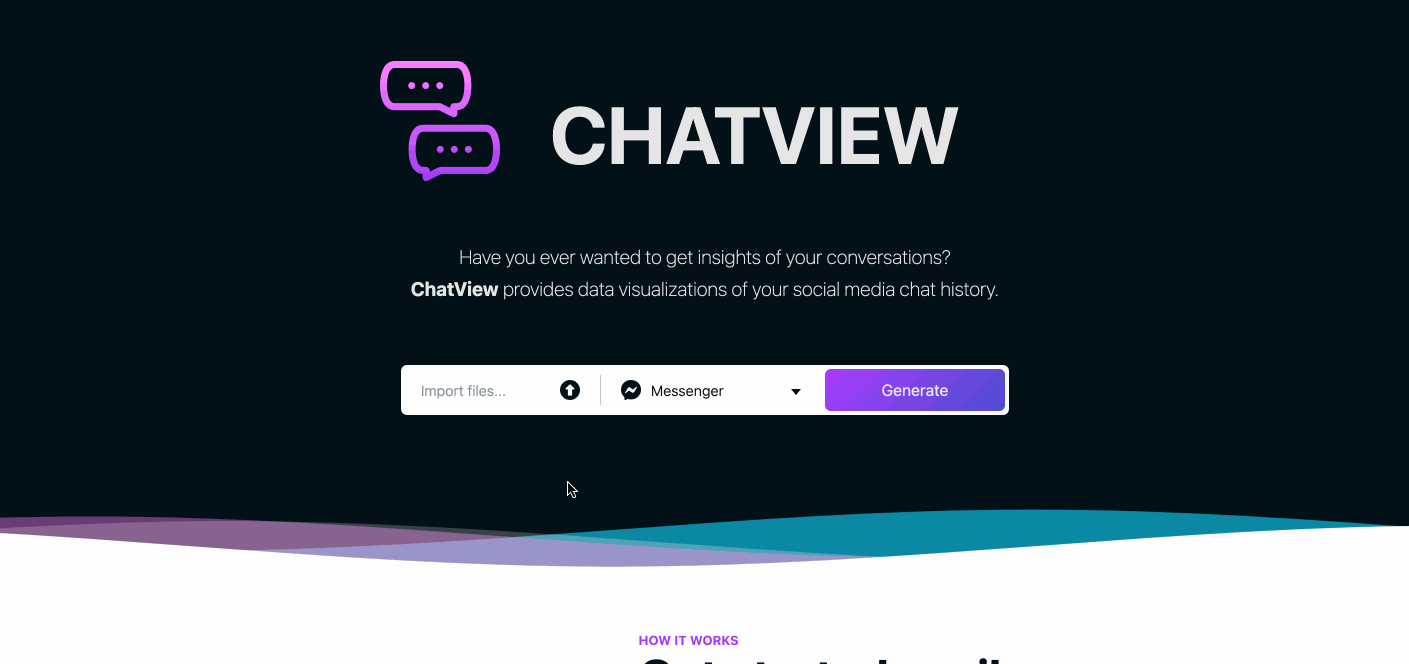 CHATVIEW
Have you ever wanted to get insights of your conversations?
ChatView provides data visualizations of your social media chat history.
Import files...
Messenger
Generate
HOW IT WORKS